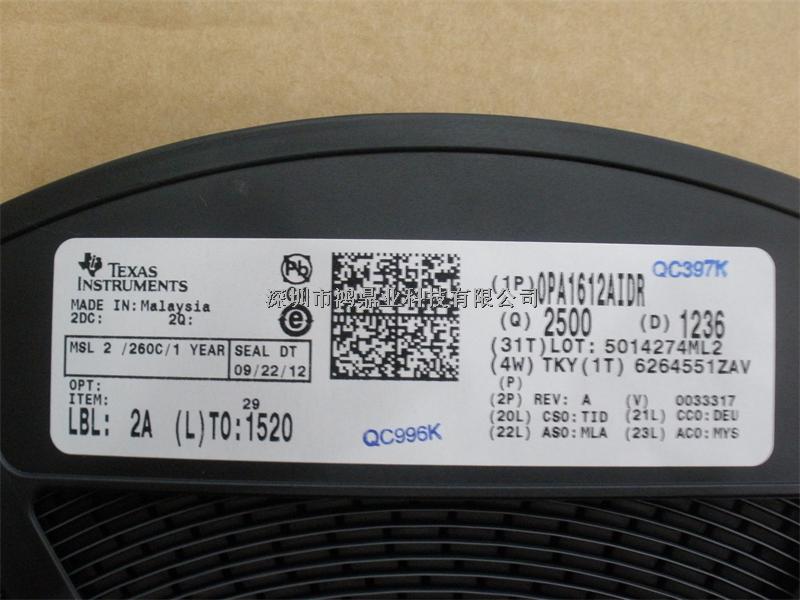 TEXAS
INSTRUMENTS
MADE IN: Malaysia
2DC: 2Q:
MSL 2 /260C/1 YEAR
SEAL DT
09/22/12
OPT:
ITEM:
29
LBL: 2A (L)TO:1520
Pb
e
QC996K
QC397K
(1P)OPA1612AIDR
(Q) 2500 (D) 1236
(31T)LOT: 5014274ML2
(4W) TKY(1T) 6264551ZAV
(P)
(2P) REV: A (V) 0033317
(20L) CSO:TID (21L) CCO:DEU
(22L) ASO:MLA (23L) ACO:MYS
深圳市鸿鼎业科技有限公司